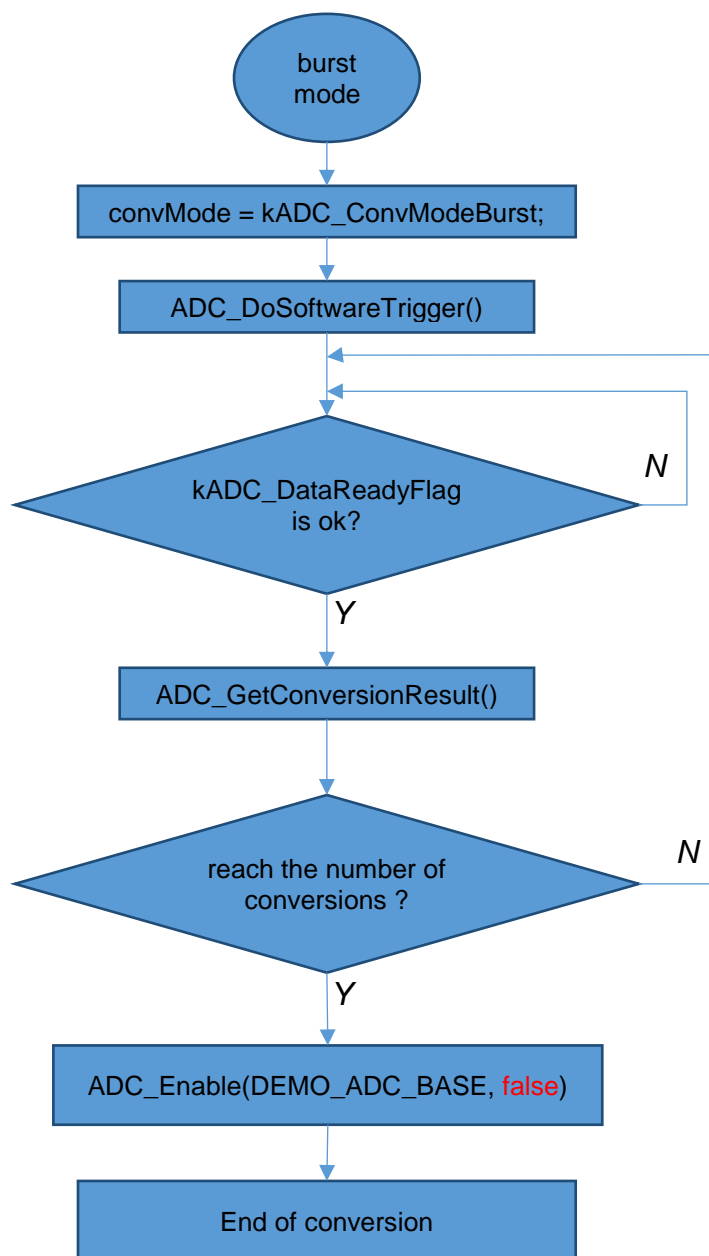 burst
mode
convMode = kADC_ConvModeBurst;
ADC_DoSoftwareTrigger()
kADC_DataReadyFlag
is ok?
N
Y
ADC_GetConversionResult()
reach the number of
conversions ?
N
Y
ADC_Enable(DEMO_ADC_BASE, false)
End of conversion